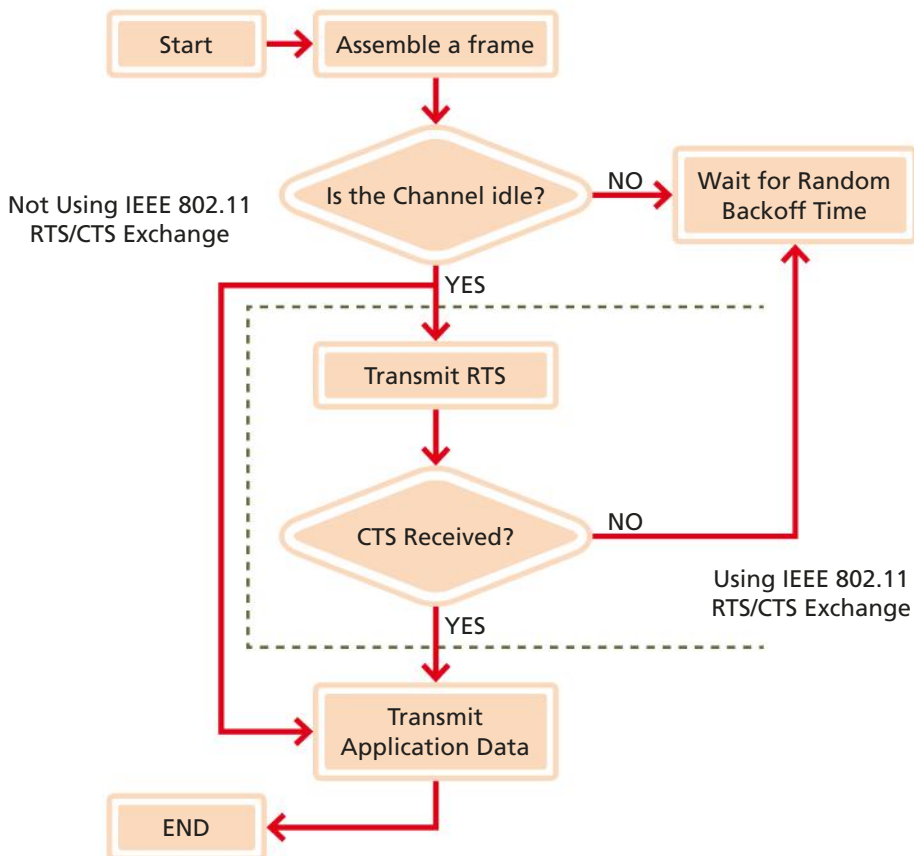 Start
Assemble a frame
Is the Channel idle?
NO
Wait for Random
Backoff Time
Not Using IEEE 802.11
RTS/CTS Exchange
YES
Transmit RTS
CTS Received?
NO
Using IEEE 802.11
RTS/CTS Exchange
YES
Transmit
Application Data
END